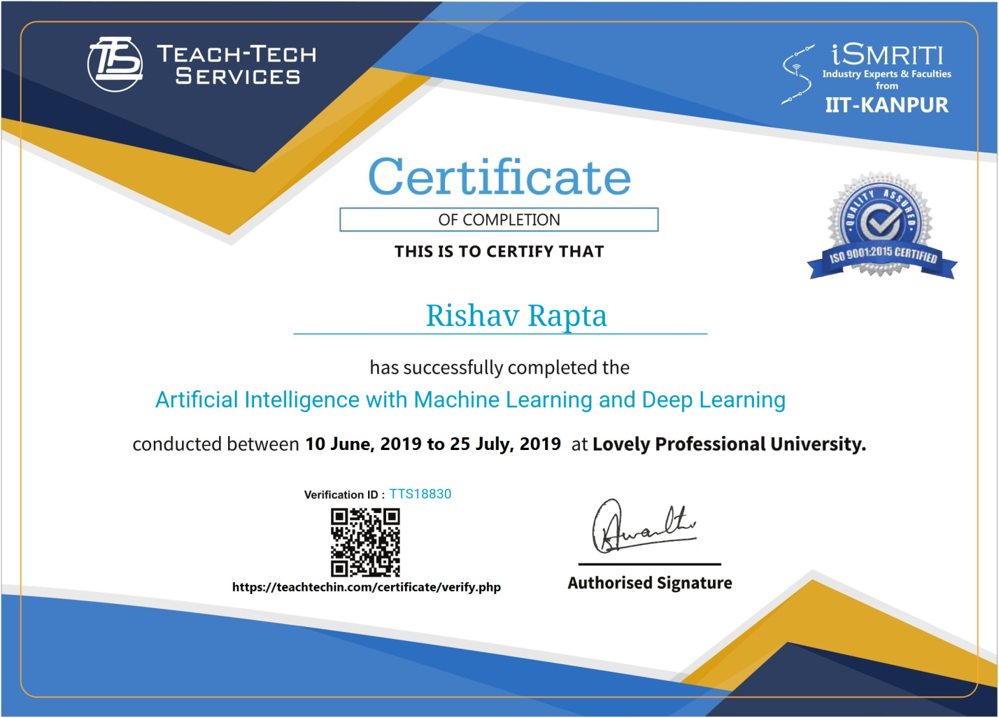 TEACH-TECH
SERVICES
iSMRITI
Industry Experts & Faculties
from
IIT-KANPUR
Certificate
OF COMPLETION
THIS IS TO CERTIFY THAT
QUALITY ASSURED
ISO 9001:2015 CERTIFIED
Rishav Rapta
has successfully completed the
Artificial Intelligence with Machine Learning and Deep Learning
conducted between 10 June, 2019 to 25 July, 2019 at Lovely Professional University.
Verification ID : TTS18830
https://teachtechin.com/certificate/verify.php
Authorised Signature